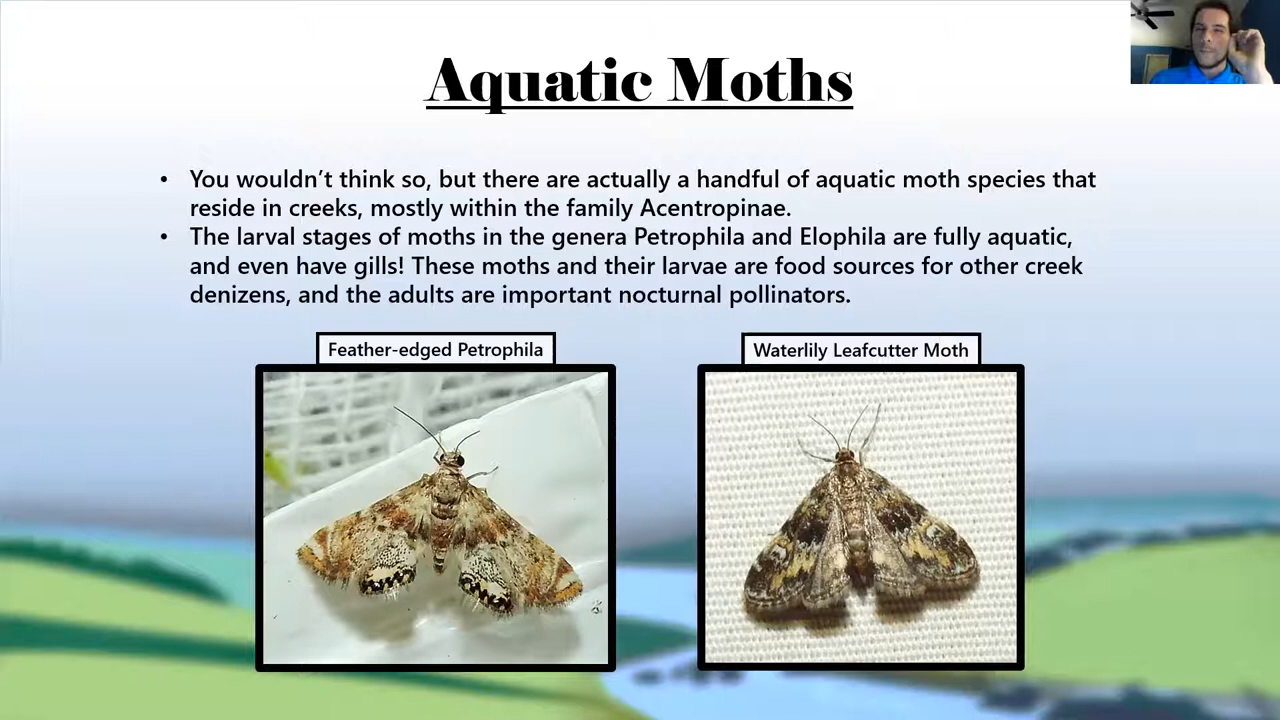 Aquatic Moths
• You wouldn’t think so, but there are actually a handful of aquatic moth species that
reside in creeks, mostly within the family Acentropinae.
• The larval stages of moths in the genera Petrophila and Elophila are fully aquatic,
and even have gills! These moths and their larvae are food sources for other creek
denizens, and the adults are important nocturnal pollinators.
Feather-edged Petrophila
Waterlily Leafcutter Moth